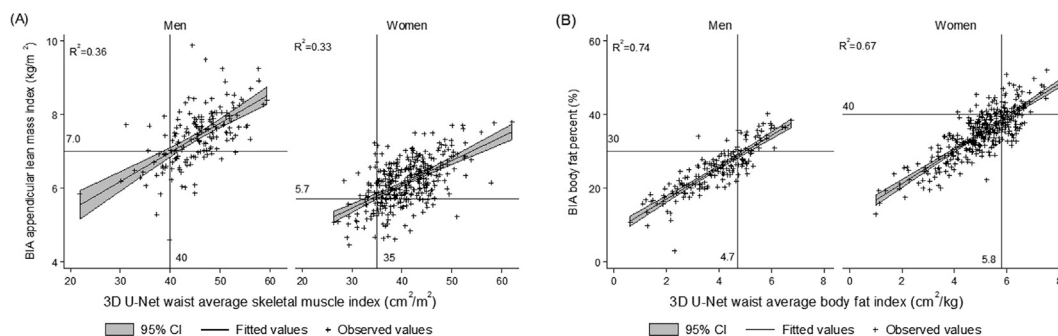 (A)
Men
Women
R²=0.36
R²=0.33
BIA appendicular lean mass index (kg/m⁻²)
10
8
6
4
7.0
5.7
40
35
20 30 40 50 60
20 30 40 50 60
3D U-Net waist average skeletal muscle index (cm²/m²)
95% CI Fitted values + Observed values
(B)
Men
Women
R²=0.74
R²=0.67
BIA body fat percent (%)
60
40
20
0
30
40
4.7
5.8
0 2 4 6 8
0 2 4 6 8
3D U-Net waist average body fat index (cm²/kg)
95% CI Fitted values + Observed values